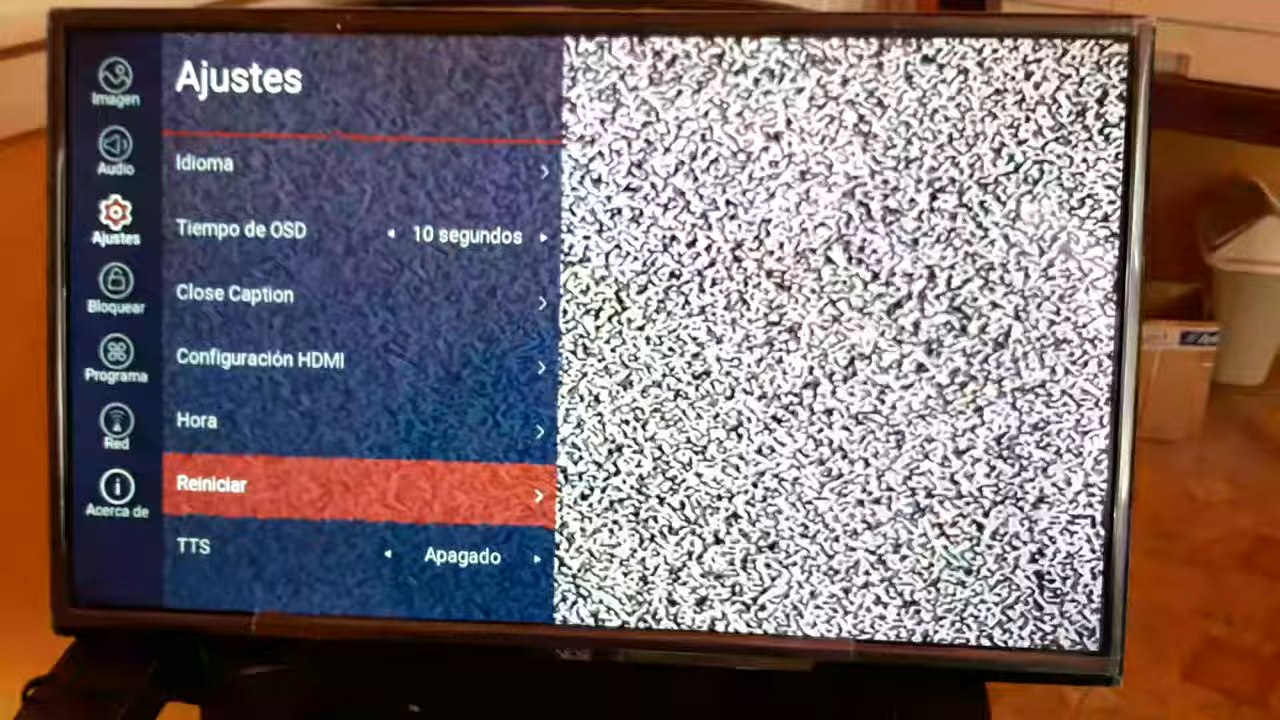 Ajustes
Imagen
Audio
Ajustes
Bloquear
Programa
Red
Acerca de
Idioma
Tiempo de OSD 10 segundos
Close Caption
Configuración HDMI
Hora
Reiniciar
TTS Apagado